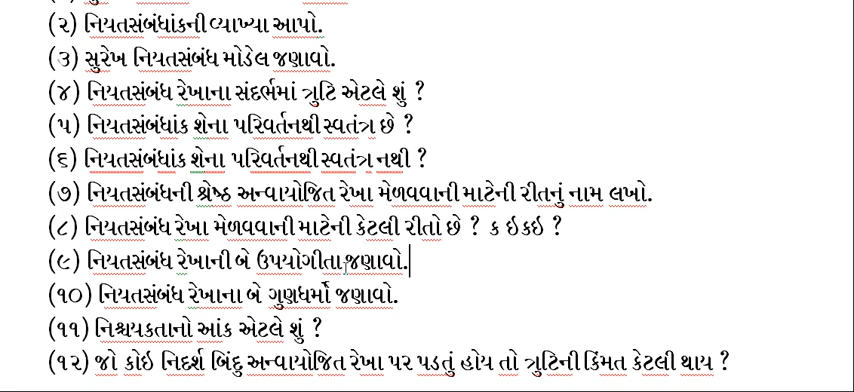 (૨) નિયતસંબંધાંકની વ્યાખ્યા આપો.
(૩) સુરેખ નિયતસંબંધ મોડેલ જણાવો.
(૪) નિયતસંબંધ રેખાના સંદર્ભમાં ત્રુટિ એટલે શું ?
(૫) નિયતસંબંધાંક શેના પરિવર્તનથી સ્વતંત્ર છે ?
(૬) નિયતસંબંધાંક શેના પરિવર્તનથી સ્વતંત્ર નથી ?
(૭) નિયતસંબંધની શ્રેષ્ઠ અન્વાયોજિત રેખા મેળવવાની માટેની રીતનું નામ લખો.
(૮) નિયતસંબંધ રેખા મેળવવાની માટેની કેટલી રીતો છે ? ક ઇકઇ ?
(૯) નિયતસંબંધ રેખાની બે ઉપયોગીતા જણાવો.
(૧૦) નિયતસંબંધ રેખાના બે ગુણધર્મો જણાવો.
(૧૧) નિશ્ચયકતાનો આંક એટલે શું ?
(૧૨) જો કોઇ નિદર્શ બિંદુ અન્વાયોજિત રેખા પર પડતું હોય તો ત્રુટિની કિંમત કેટલી થાય ?